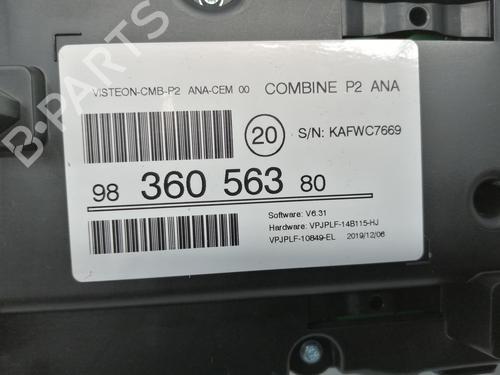 VISTEON-CMB-P2 ANA-CEM 00 COMBINE P2 ANA
20 S/N: KAFWC7669
98 360 563 80
Software: V6.31
Hardware: VPJPLF-14B115-HJ
VPJPLF-10849-EL 2019/12/06
B-PARTS